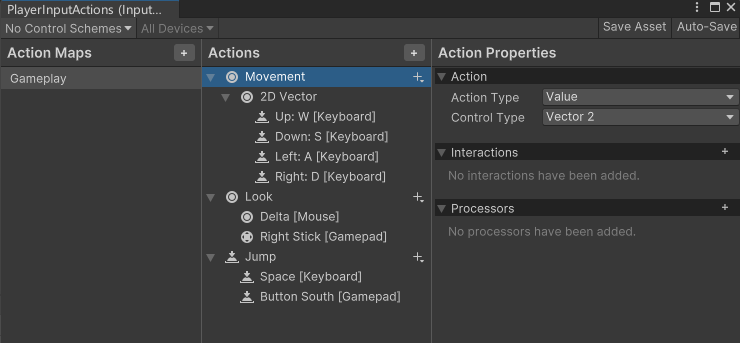 PlayerInputActions (Input...
No Control Schemes All Devices Save Asset Auto-Save
Action Maps +
Gameplay
Actions +
Movement +
2D Vector
Up: W [Keyboard]
Down: S [Keyboard]
Left: A [Keyboard]
Right: D [Keyboard]
Look +
Delta [Mouse]
Right Stick [Gamepad]
Jump +
Space [Keyboard]
Button South [Gamepad]
Action Properties
Action
Action Type Value
Control Type Vector 2
Interactions +
No interactions have been added.
Processors +
No processors have been added.